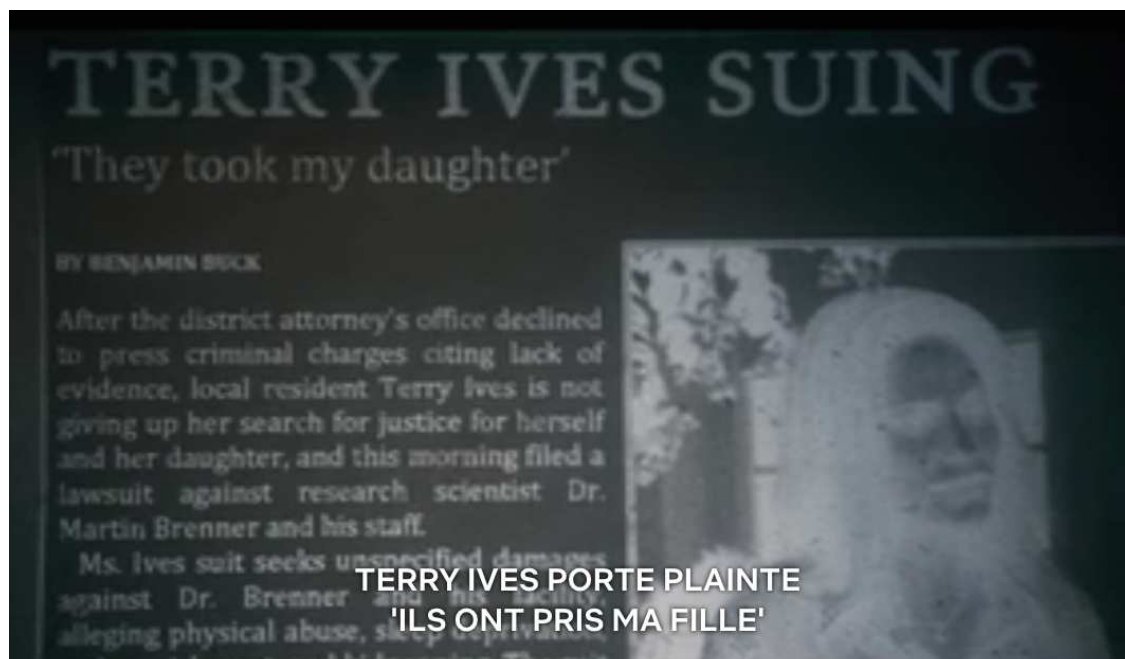 TERRY IVES SUING
'They took my daughter'
BY BENJAMIN BUCK
After the district attorney's office declined
to press criminal charges citing lack of
evidence, local resident Terry Ives is not
giving up her search for justice for herself
and her daughter, and this morning filed a
lawsuit against research scientist Dr.
Martin Brenner and his staff.
Ms. Ives suit seeks unspecified damages
against Dr. Brenner and his
alleging physical abuse, sleep
TERRY IVES PORTE PLAINTE
'ILS ONT PRIS MA FILLE'